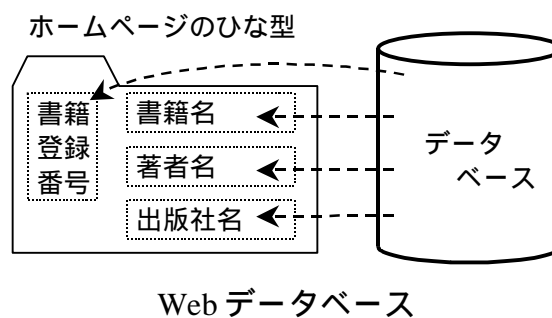 ホームページのひな型
書籍
登録
番号
書籍名
著者名
出版社名
データ
ベース
Web データベース